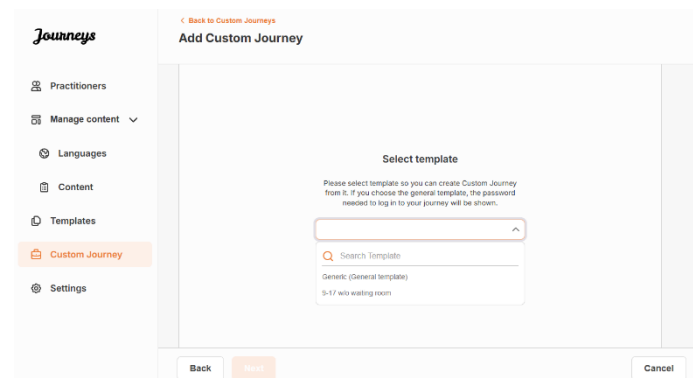 Journeys
Back to Custom Journeys
Add Custom Journey
Practitioners
Manage content
Languages
Content
Templates
Custom Journey
Settings
Select template
Please select template so you can create Custom Journey
from it. If you choose the general template, the password
needed to log in to your journey will be shown.
Search Template
Generic (General template)
9-17 w/o waiting room
Back
Next
Cancel